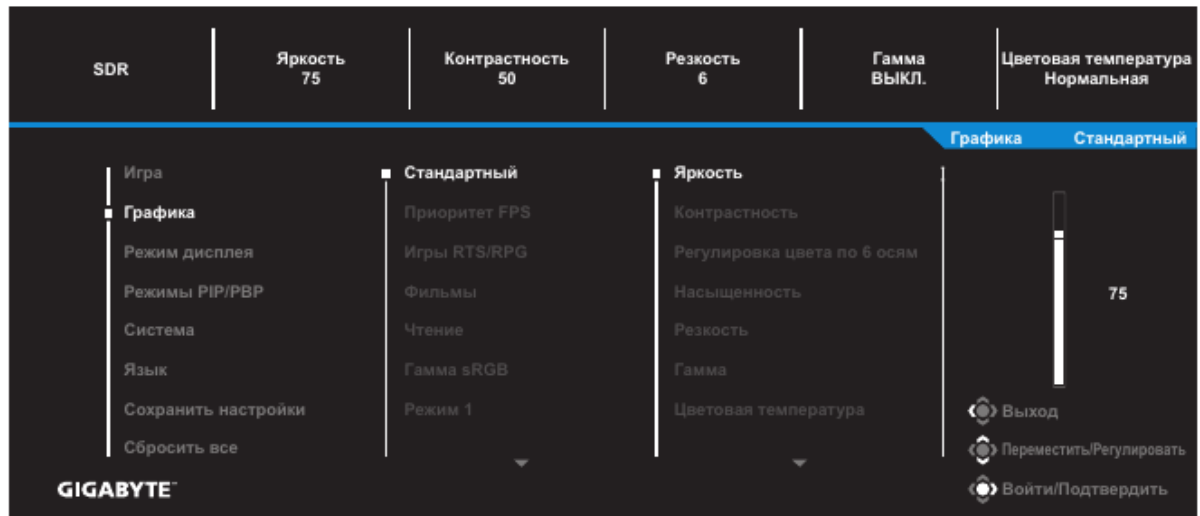 SDR
Яркость
75
Контрастность
50
Резкость
6
Гамма
ВЫКЛ.
Цветовая температура
Нормальная
Графика Стандартный
Игра
Графика
Режим дисплея
Режимы PIP/PBP
Система
Язык
Сохранить настройки
Сбросить все
Стандартный
Приоритет FPS
Игры RTS/RPG
Фильмы
Чтение
Гамма sRGB
Режим 1
Яркость
Контрастность
Регулировка цвета по 6 осям
Насыщенность
Резкость
Гамма
Цветовая температура
75
Выход
Переместить/Регулировать
Войти/Подтвердить
GIGABYTE™